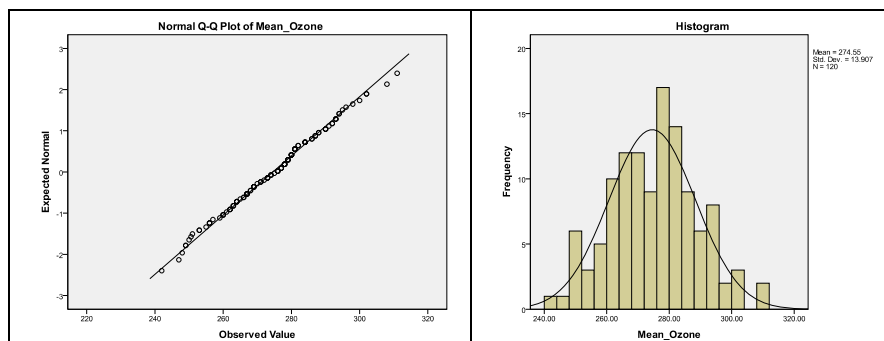 Normal Q-Q Plot of Mean_Ozone
Expected Normal
3
2
1
0
-1
-2
-3
220
240
260
280
300
320
Observed Value
Histogram
Frequency
20
15
10
5
0
240.00
260.00
280.00
300.00
320.00
Mean_Ozone
Mean = 274.55
Std. Dev. = 13.907
N = 120